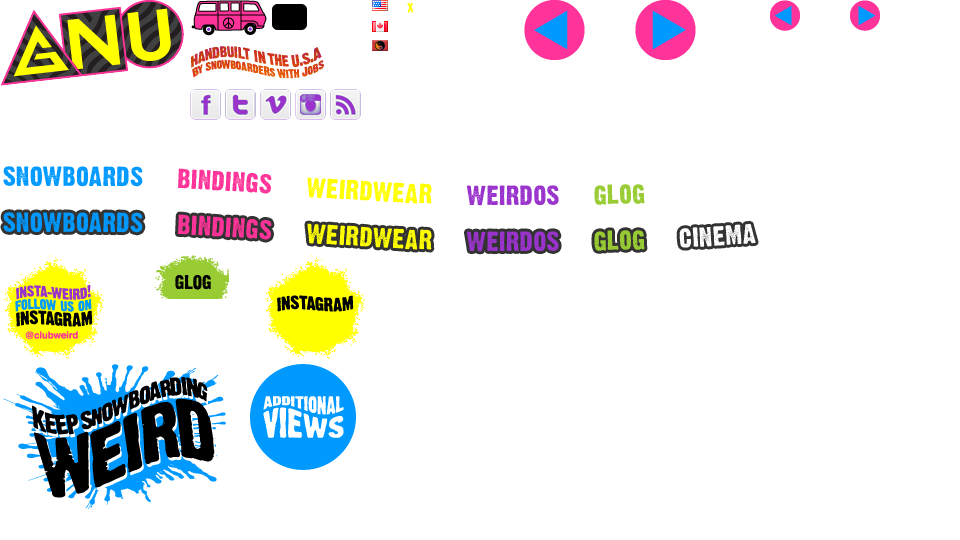 GNU
HANDBUILT IN THE U.S.A
BY SNOWBOARDERS WITH JOBS
X
SNOWBOARDS
BINDINGS
WEIRDWEAR
WEIRDOS
GLOG
SNOWBOARDS
BINDINGS
WEIRDWEAR
WEIRDOS
GLOG
CINEMA
INSTA-WEIRD!
FOLLOW US ON
INSTAGRAM
@clubweird
GLOG
INSTAGRAM
KEEP SNOWBOARDING
WEIRD
ADDITIONAL
VIEWS